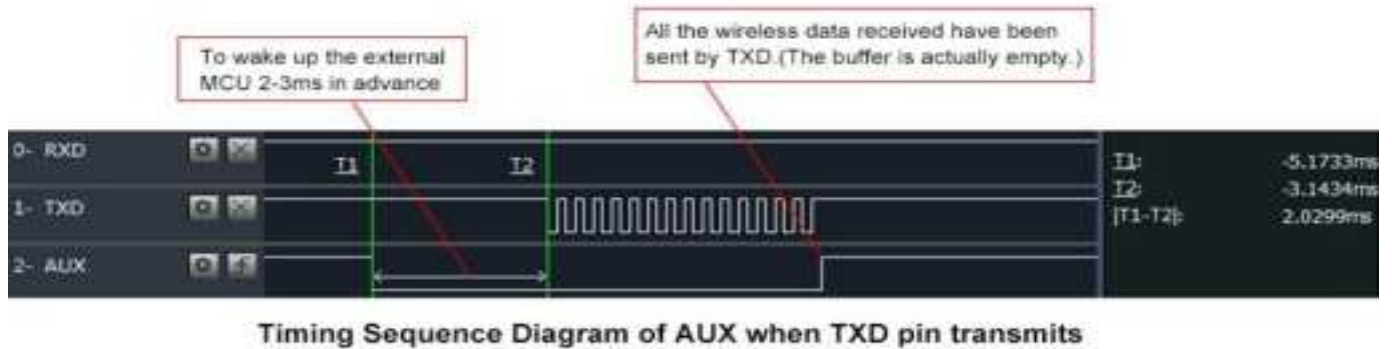 To wake up the external
MCU 2-3ms in advance
All the wireless data received have been
sent by TXD.(The buffer is actually empty.)
0- RXD
T1
T2
T1:
-5.1733ms
1- TXD
T2:
-3.1434ms
|T1-T2|:
2.0299ms
2- AUX
Timing Sequence Diagram of AUX when TXD pin transmits